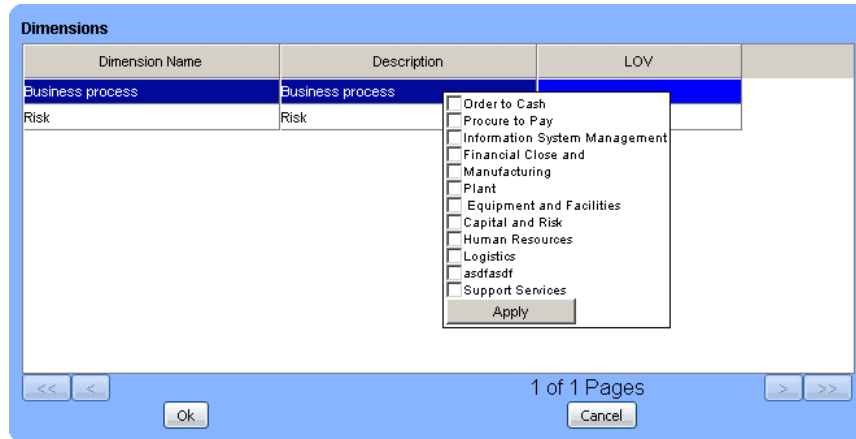 Dimensions
Dimension Name Description LOV
Business process Business process
Risk Risk
Order to Cash
Procure to Pay
Information System Management
Financial Close and
Manufacturing
Plant
Equipment and Facilities
Capital and Risk
Human Resources
Logistics
asdfasdf
Support Services
Apply
<< < 1 of 1 Pages > >>
Ok Cancel